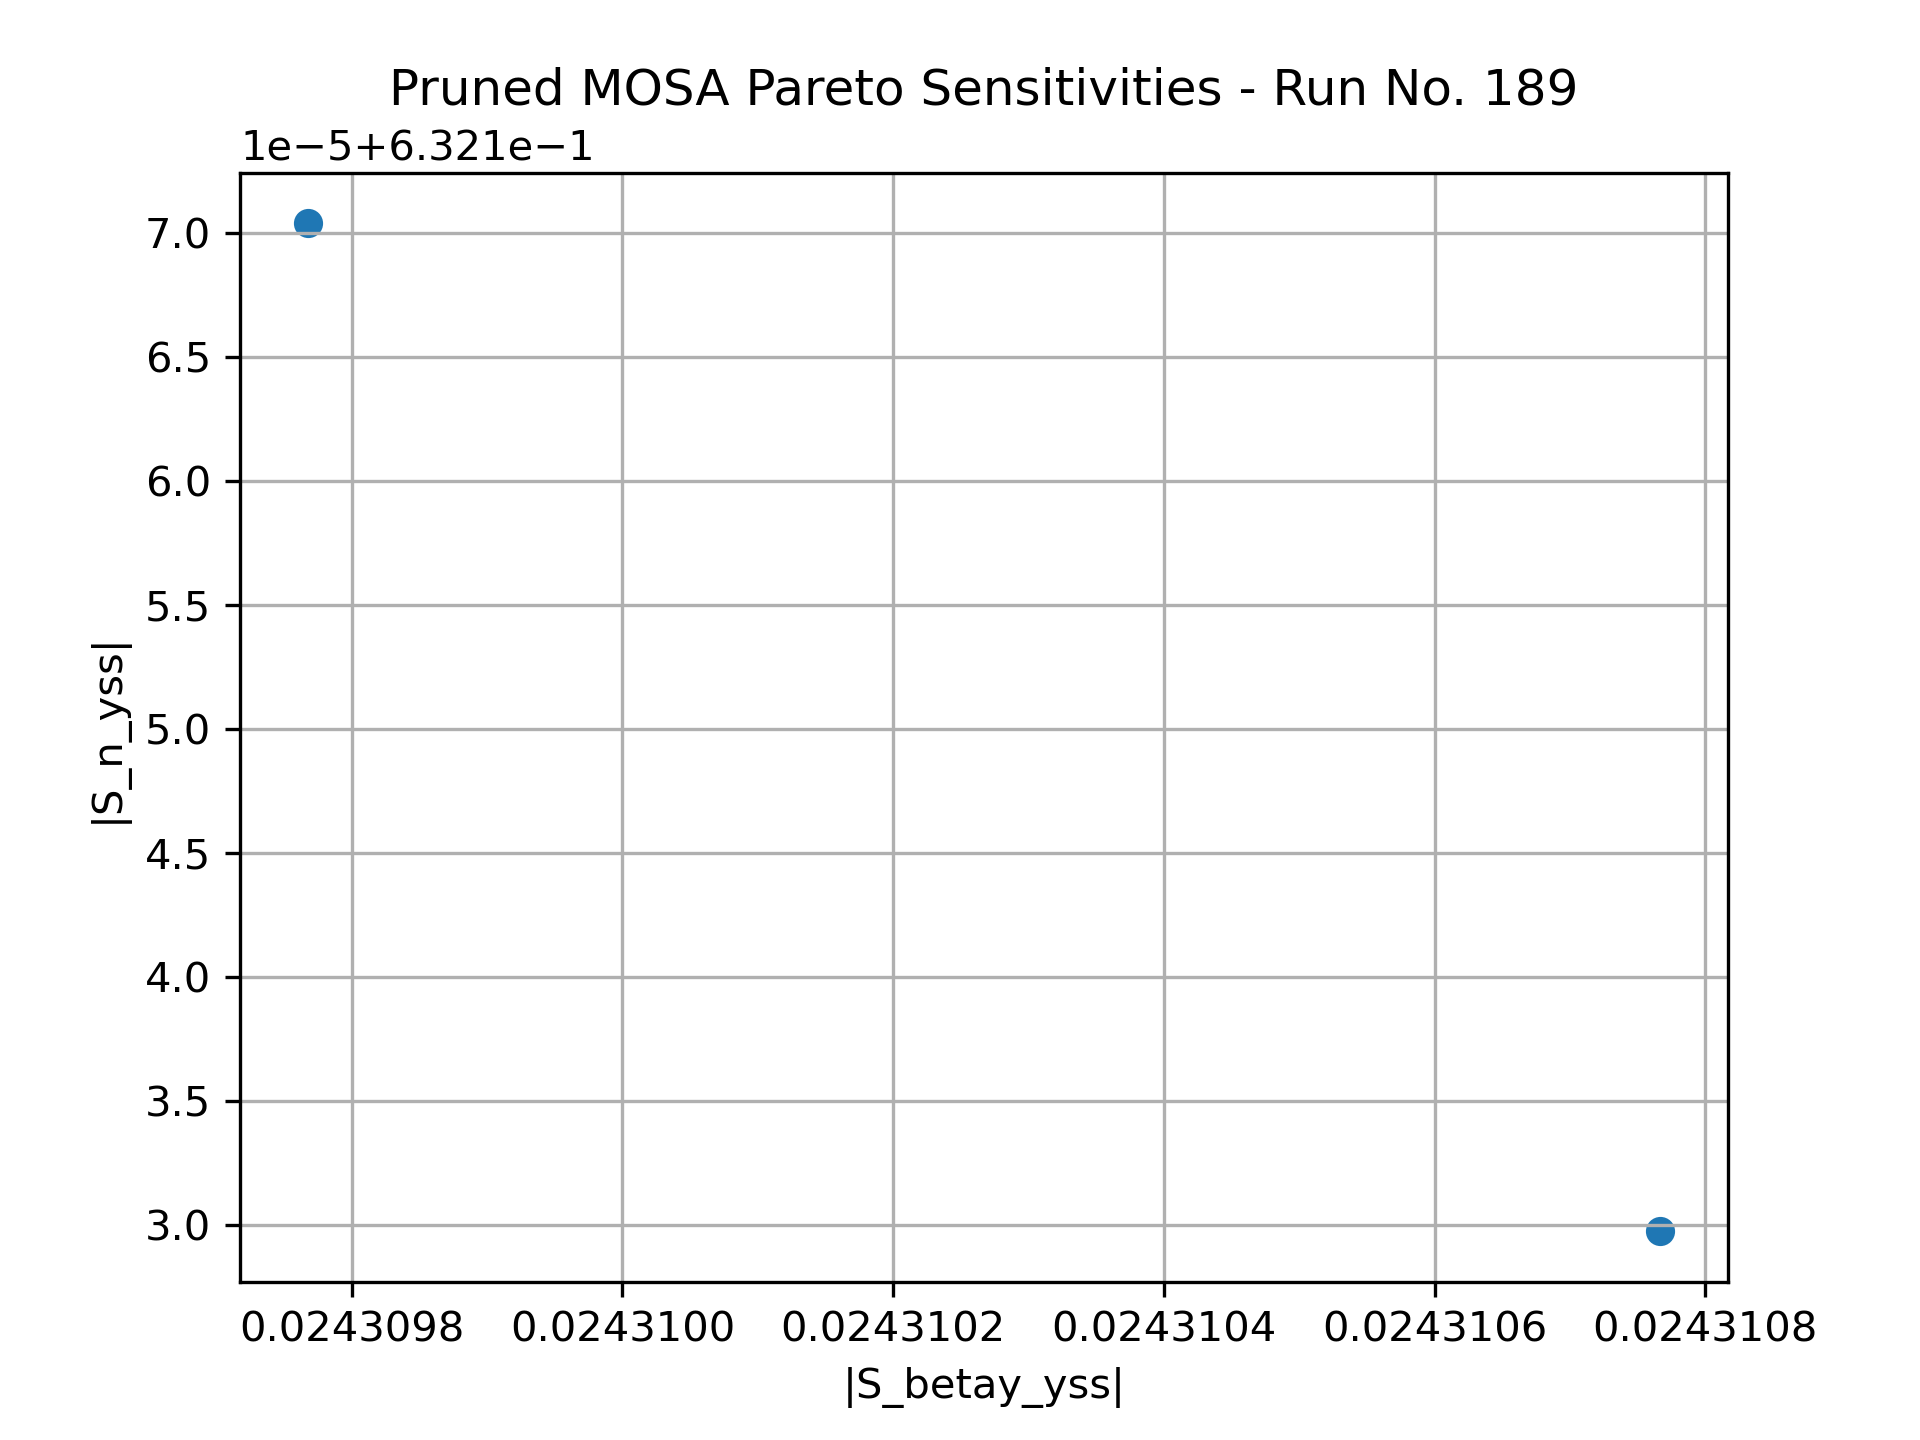 Pruned MOSA Pareto Sensitivities - Run No. 189
1e−5+6.321e−1
7.0
6.5
6.0
5.5
5.0
4.5
4.0
3.5
3.0
|S_n_yss|
0.0243098 0.0243100 0.0243102 0.0243104 0.0243106 0.0243108
|S_betay_yss|